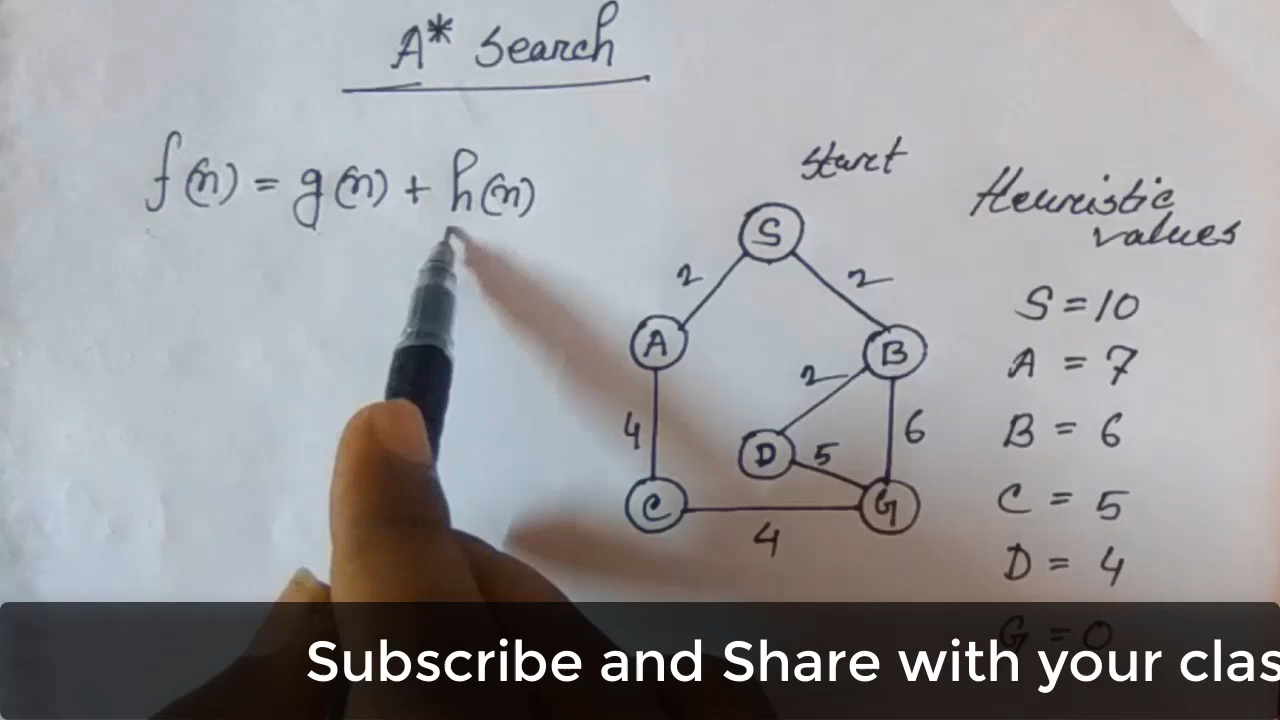 A* Search
f(n) = g(n) + h(n)
Start
S
2
2
A
B
2
4
6
D
5
C
G
4
Heuristic
values
S = 10
A = 7
B = 6
C = 5
D = 4
G = 0
Subscribe and Share with your clas